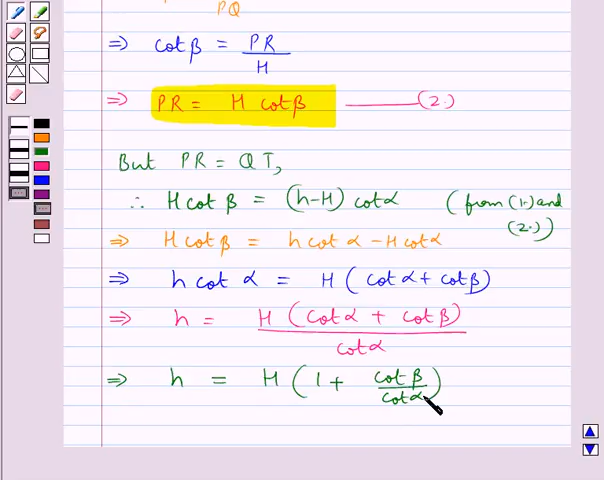 PQ
⇒ cot β = PR/H
⇒ PR = H cot β ——— (2.)
But PR = QT,
∴ H cot β = (h-H) cot α (from (1.) and (2.))
⇒ H cot β = h cot α - H cot α
⇒ h cot α = H (cot α + cot β)
⇒ h = H (cot α + cot β) / cot α
⇒ h = H (1 + cot β / cot α)